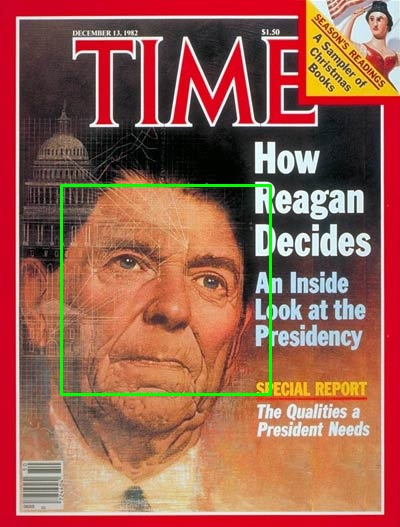 DECEMBER 13, 1982
$1.50
TIME
SEASON'S READINGS
A Sampler of
Christmas
Books
How
Reagan
Decides
An Inside
Look at the
Presidency
SPECIAL REPORT
The Qualities a
President Needs